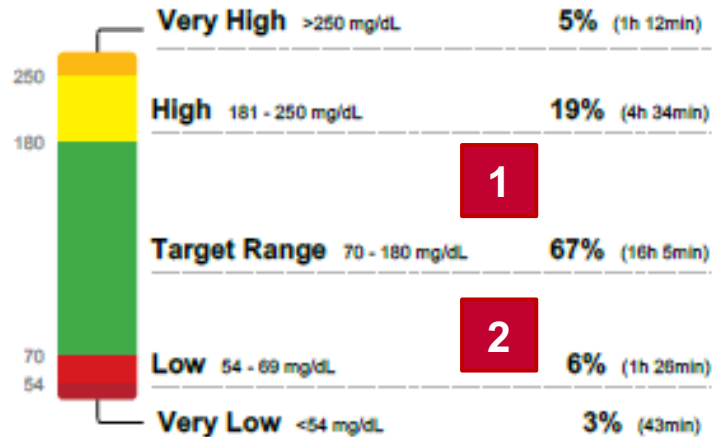 Very High >250 mg/dL 5% (1h 12min)
250
High 181 - 250 mg/dL 19% (4h 34min)
180
1
Target Range 70 - 180 mg/dL 67% (16h 5min)
2
70
Low 54 - 69 mg/dL 6% (1h 26min)
54
Very Low <54 mg/dL 3% (43min)